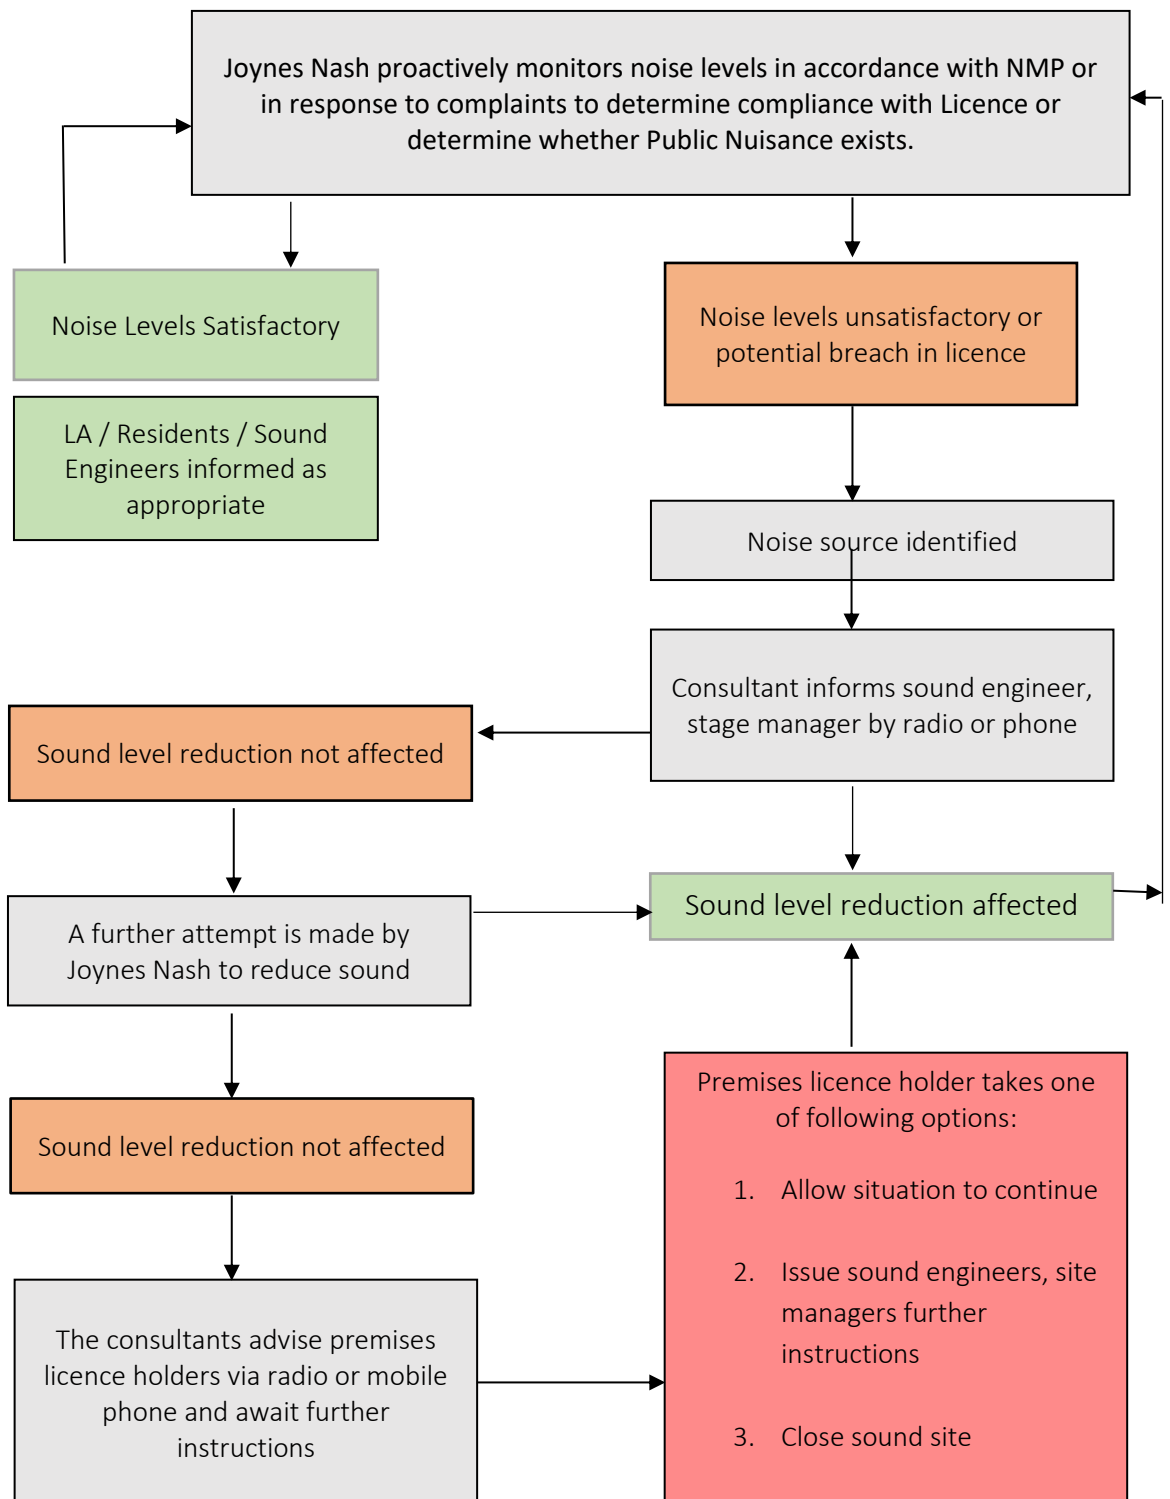 Joynes Nash proactively monitors noise levels in accordance with NMP or
in response to complaints to determine compliance with Licence or
determine whether Public Nuisance exists.
Noise Levels Satisfactory
Noise levels unsatisfactory or
potential breach in licence
LA / Residents / Sound
Engineers informed as
appropriate
Noise source identified
Consultant informs sound engineer,
stage manager by radio or phone
Sound level reduction not affected
Sound level reduction affected
A further attempt is made by
Joynes Nash to reduce sound
Sound level reduction not affected
The consultants advise premises
licence holders via radio or mobile
phone and await further
instructions
Premises licence holder takes one
of following options:
1. Allow situation to continue
2. Issue sound engineers, site
managers further
instructions
3. Close sound site